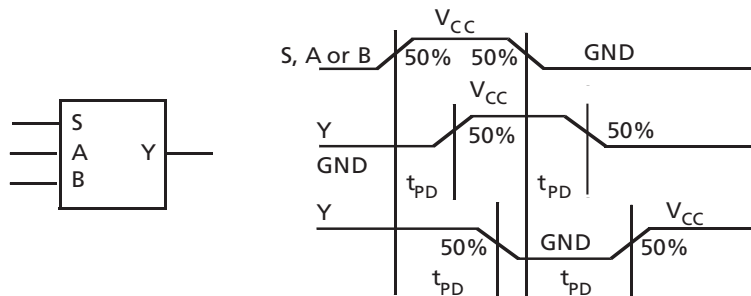 V_CC
S, A or B 50% 50% GND
S
A Y
B
V_CC
Y 50% 50%
GND
t_PD t_PD
Y V_CC
50% GND 50%
t_PD t_PD